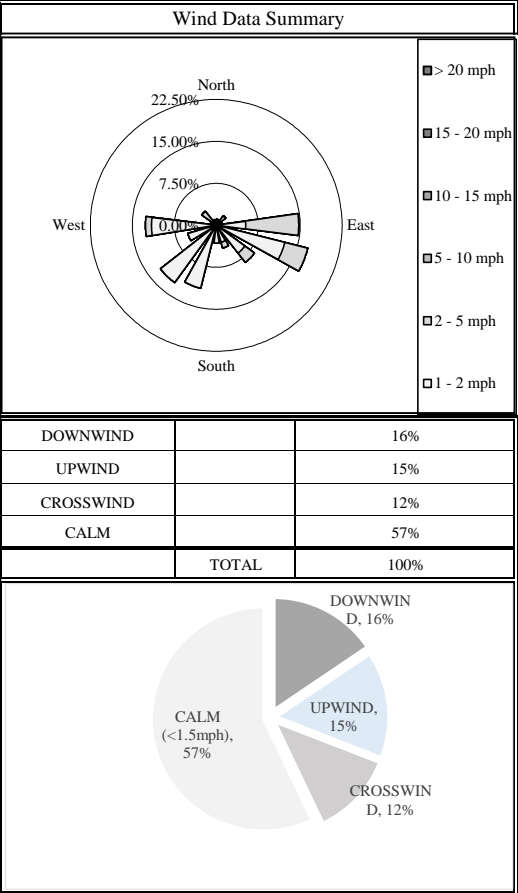 Wind Data Summary
North
22.50%
15.00%
7.50%
West
0.00%
East
South
> 20 mph
15 - 20 mph
10 - 15 mph
5 - 10 mph
2 - 5 mph
1 - 2 mph
DOWNWIND 16%
UPWIND 15%
CROSSWIND 12%
CALM 57%
TOTAL 100%
DOWNWIN
D, 16%
UPWIND,
15%
CROSSWIN
D, 12%
CALM
(<1.5mph),
57%